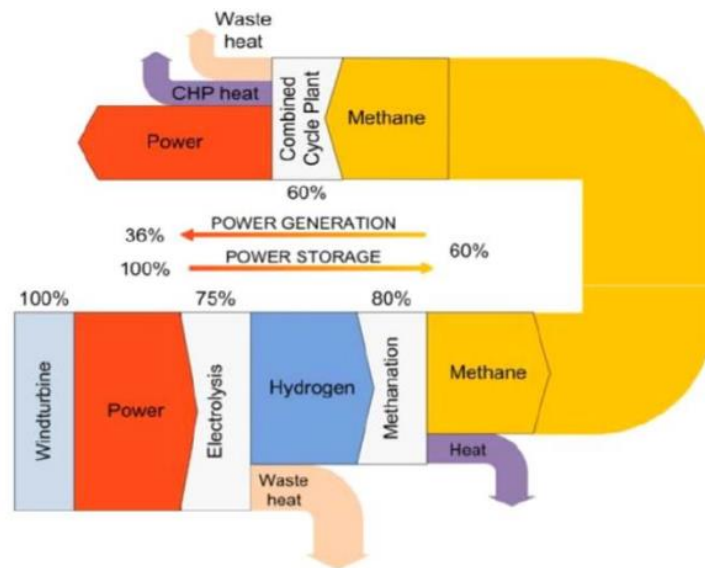 Waste
heat
CHP heat
Power
Combined
Cycle Plant
Methane
60%
36%
POWER GENERATION
100%
POWER STORAGE
60%
100%
75%
80%
Windturbine
Power
Electrolysis
Hydrogen
Methanation
Methane
Waste
heat
Heat